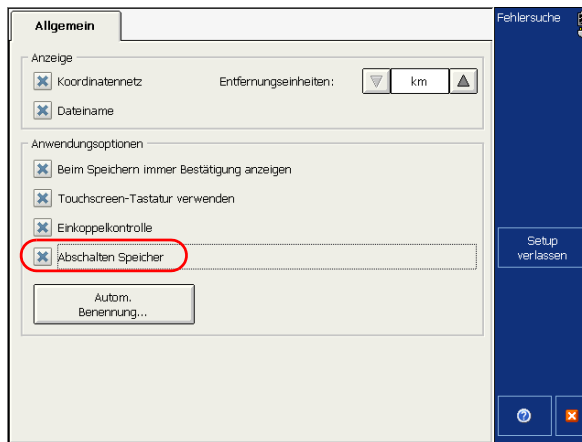 Allgemein
Fehlersuche
Anzeige
Koordinatennetz
Entfernungseinheiten:
km
Dateiname
Anwendungsoptionen
Beim Speichern immer Bestätigung anzeigen
Touchscreen-Tastatur verwenden
Einkoppelkontrolle
Abschalten Speicher
Autom.
Benennung...
Setup
verlassen